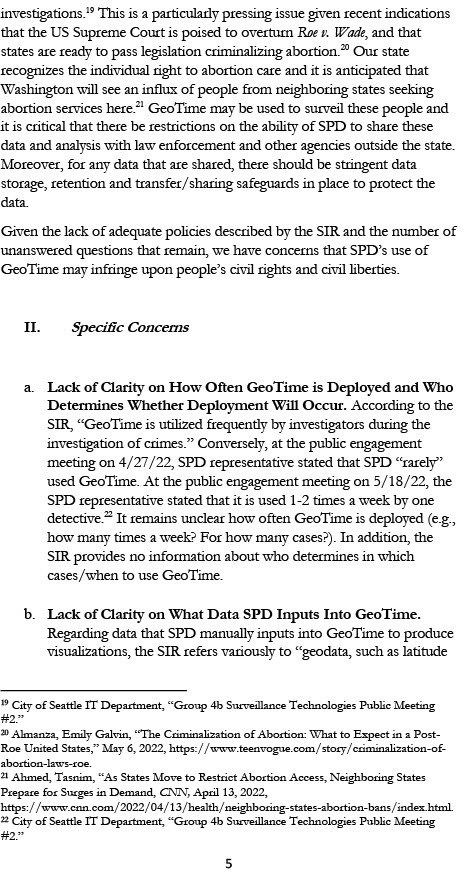 investigations.¹⁹ This is a particularly pressing issue given recent indications
that the US Supreme Court is poised to overturn Roe v. Wade, and that
states are ready to pass legislation criminalizing abortion.²⁰ Our state
recognizes the individual right to abortion care and it is anticipated that
Washington will see an influx of people from neighboring states seeking
abortion services here.²¹ GeoTime may be used to surveil these people and
it is critical that there be restrictions on the ability of SPD to share these
data and analysis with law enforcement and other agencies outside the state.
Moreover, for any data that are shared, there should be stringent data
storage, retention and transfer/sharing safeguards in place to protect the
data.
Given the lack of adequate policies described by the SIR and the number of
unanswered questions that remain, we have concerns that SPD’s use of
GeoTime may infringe upon people’s civil rights and civil liberties.
II. Specific Concerns
a. Lack of Clarity on How Often GeoTime is Deployed and Who
Determines Whether Deployment Will Occur. According to the
SIR, “GeoTime is utilized frequently by investigators during the
investigation of crimes.” Conversely, at the public engagement
meeting on 4/27/22, SPD representative stated that SPD “rarely”
used GeoTime. At the public engagement meeting on 5/18/22, the
SPD representative stated that it is used 1-2 times a week by one
detective.²² It remains unclear how often GeoTime is deployed (e.g.,
how many times a week? For how many cases?). In addition, the
SIR provides no information about who determines in which
cases/when to use GeoTime.
b. Lack of Clarity on What Data SPD Inputs Into GeoTime.
Regarding data that SPD manually inputs into GeoTime to produce
visualizations, the SIR refers variously to “geodata, such as latitude
¹⁹ City of Seattle IT Department, “Group 4b Surveillance Technologies Public Meeting
#2.”
²⁰ Almanza, Emily Galvin, “The Criminalization of Abortion: What to Expect in a Post-
Roe United States,” May 6, 2022, https://www.teenvogue.com/story/criminalization-of-
abortion-laws-roe.
²¹ Ahmed, Tasnim, “As States Move to Restrict Abortion Access, Neighboring States
Prepare for Surges in Demand, CNN, April 13, 2022,
https://www.cnn.com/2022/04/13/health/neighboring-states-abortion-bans/index.html.
²² City of Seattle IT Department, “Group 4b Surveillance Technologies Public Meeting
#2.”
5